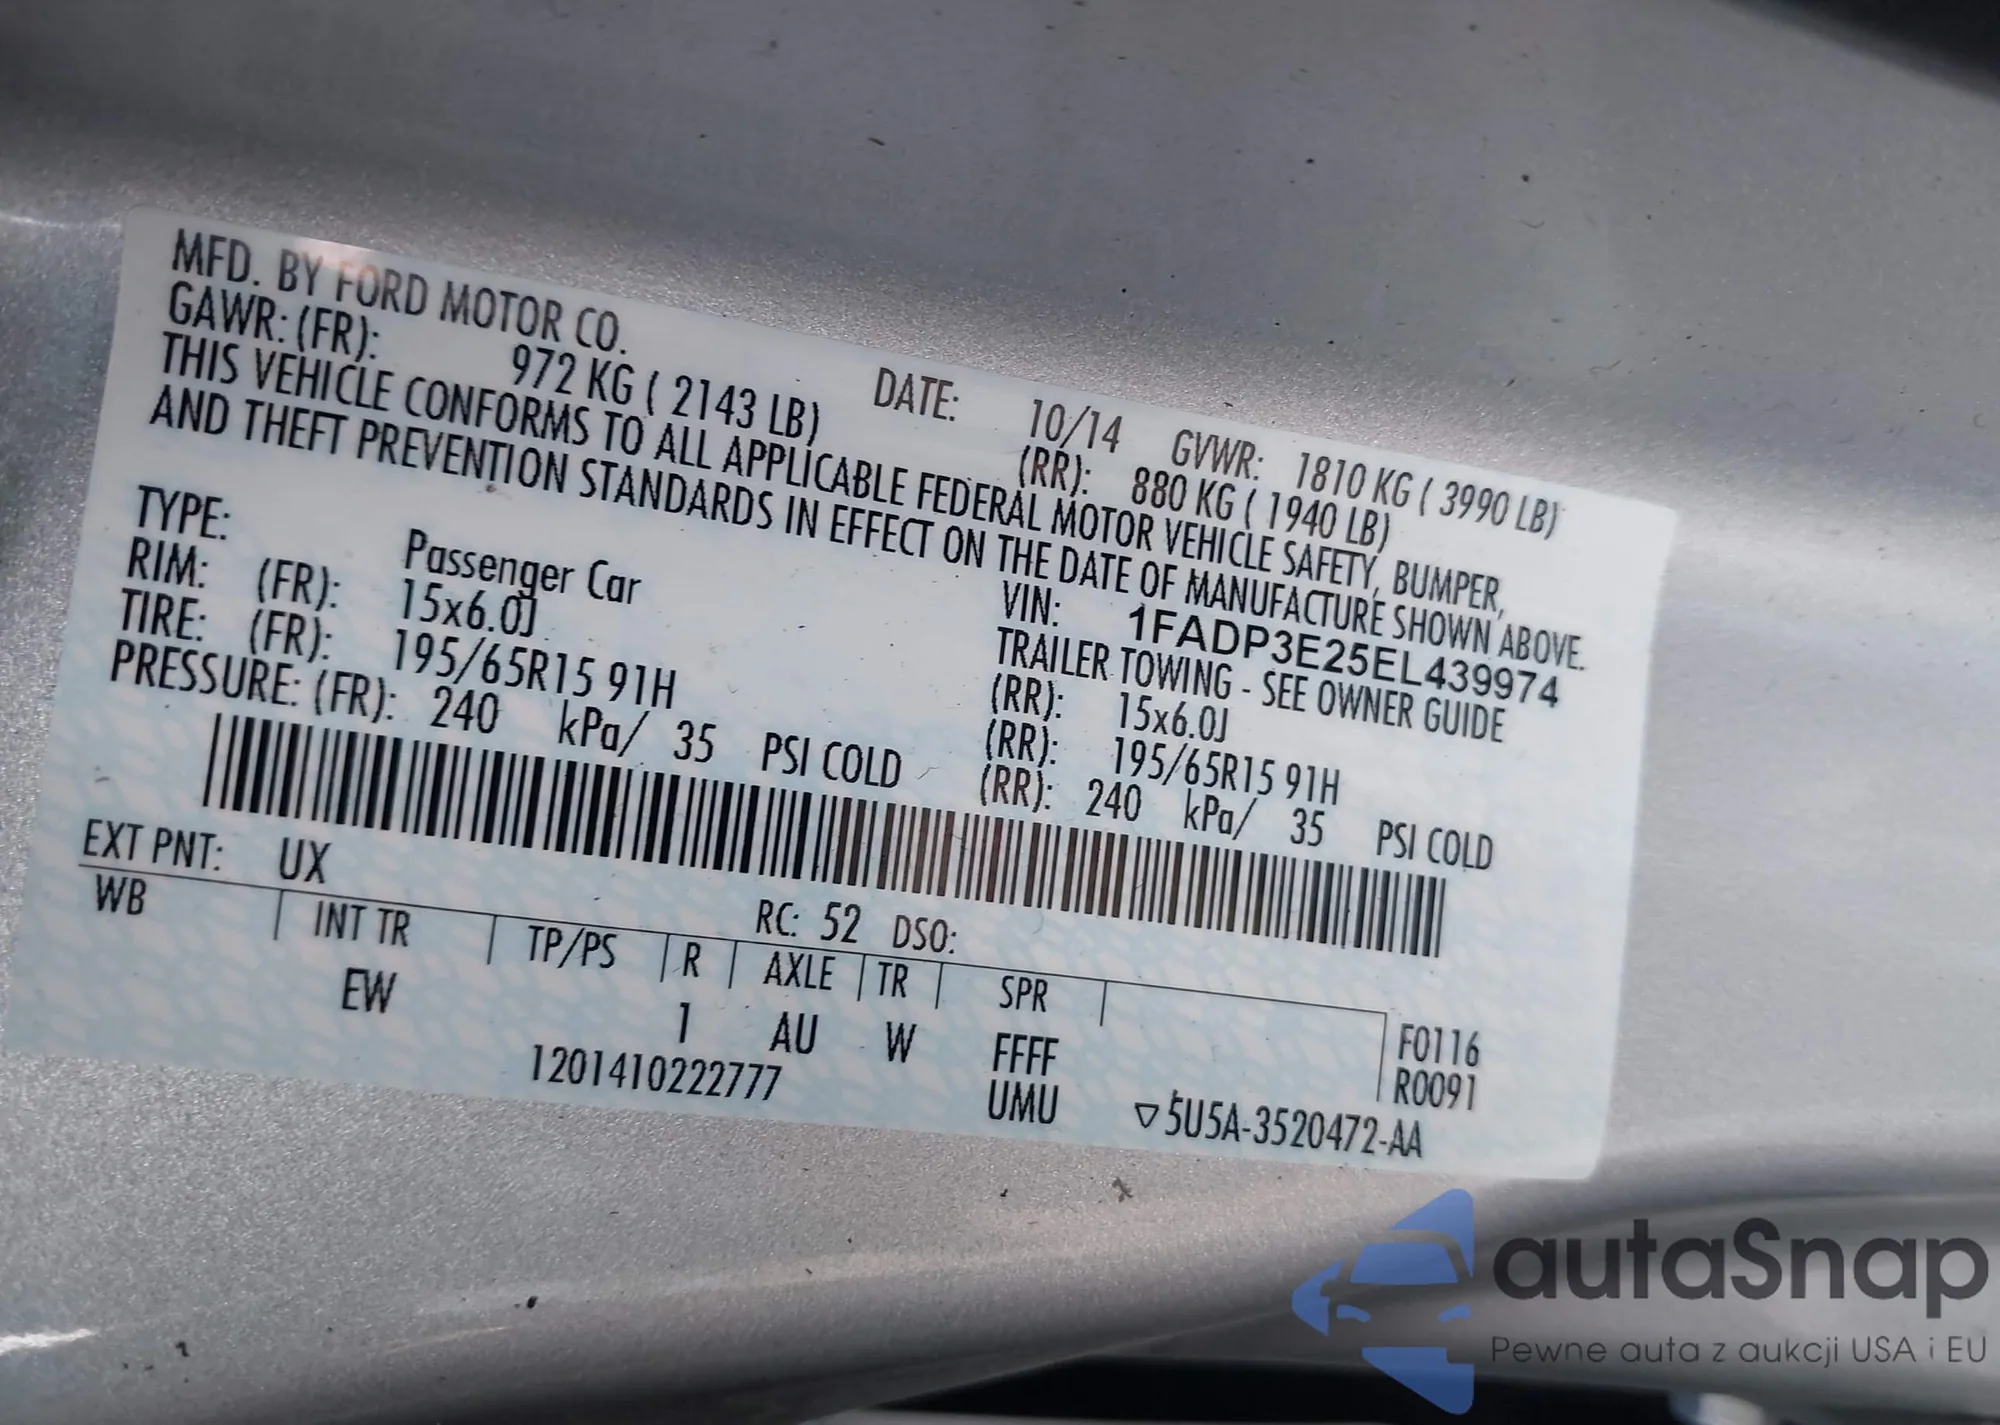 MFD. BY FORD MOTOR CO. DATE: 10/14 GVWR: 1810 KG ( 3990 LB)
GAWR: (FR): 972 KG ( 2143 LB) (RR): 880 KG ( 1940 LB)
THIS VEHICLE CONFORMS TO ALL APPLICABLE FEDERAL MOTOR VEHICLE SAFETY, BUMPER,
AND THEFT PREVENTION STANDARDS IN EFFECT ON THE DATE OF MANUFACTURE SHOWN ABOVE.
VIN: 1FADP3E25EL439974
TYPE: Passenger Car TRAILER TOWING - SEE OWNER GUIDE
RIM: (FR): 15x6.0J (RR): 15x6.0J
TIRE: (FR): 195/65R15 91H (RR): 195/65R15 91H
PRESSURE: (FR): 240 kPa/ 35 PSI COLD (RR): 240 kPa/ 35 PSI COLD
EXT PNT: UX RC: 52 DSO:
WB INT TR TP/PS R AXLE TR SPR
EW 1 AU W FFFF F0116
1201410222777 UMU R0091
▽5U5A-3520472-AA
autaSnap
Pewne auta z aukcji USA i EU